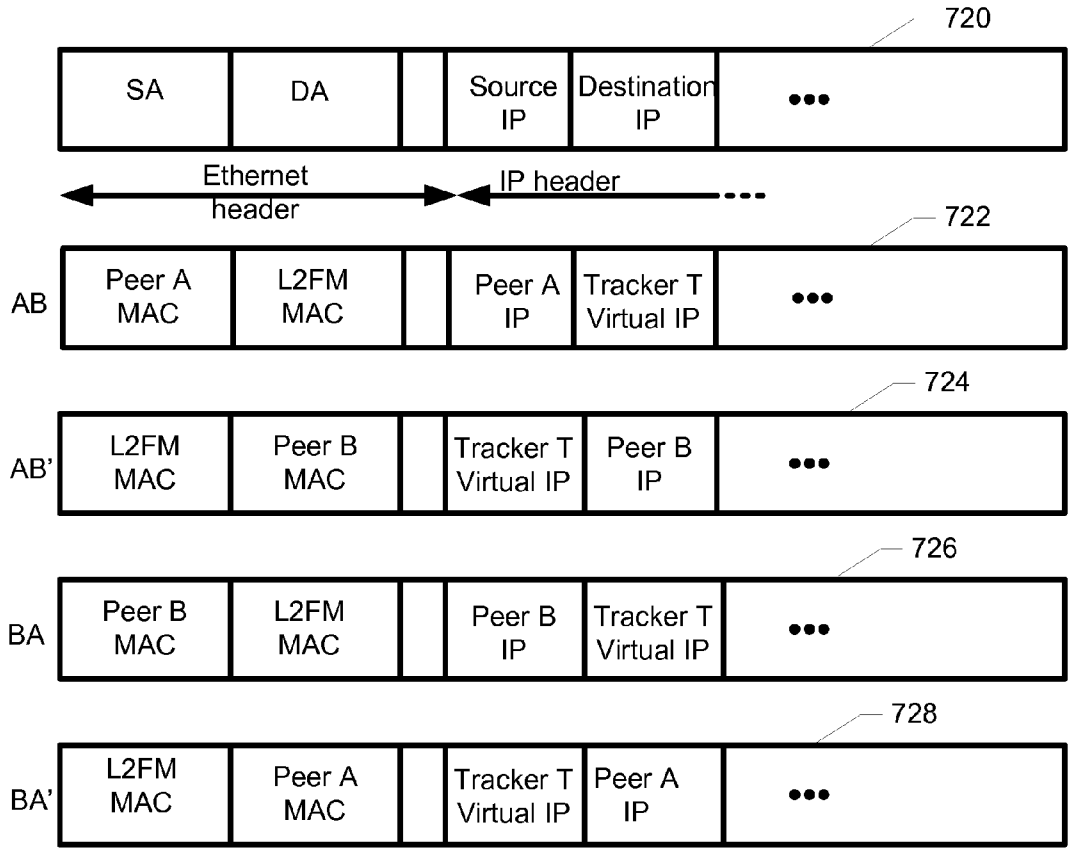 720
SA DA Source IP Destination IP •••
Ethernet header IP header
722
AB Peer A MAC L2FM MAC Peer A IP Tracker T Virtual IP •••
724
AB' L2FM MAC Peer B MAC Tracker T Virtual IP Peer B IP •••
726
BA Peer B MAC L2FM MAC Peer B IP Tracker T Virtual IP •••
728
BA' L2FM MAC Peer A MAC Tracker T Virtual IP Peer A IP •••